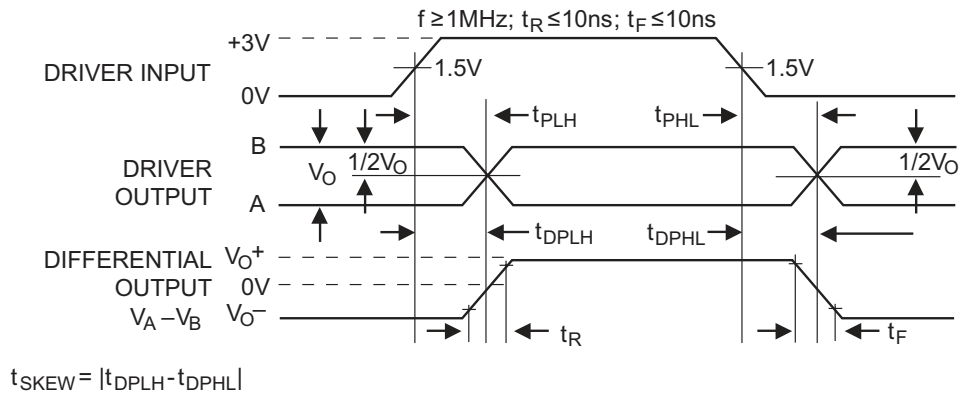 f ≥1MHz; tR ≤10ns; tF ≤10ns
+3V
DRIVER INPUT
1.5V
1.5V
0V
tPLH
tPHL
B
DRIVER
OUTPUT
VO
1/2VO
1/2VO
A
tDPLH
tDPHL
DIFFERENTIAL
OUTPUT
VA –VB
VO+
0V
VO–
tR
tF
tSKEW = |tDPLH - tDPHL|